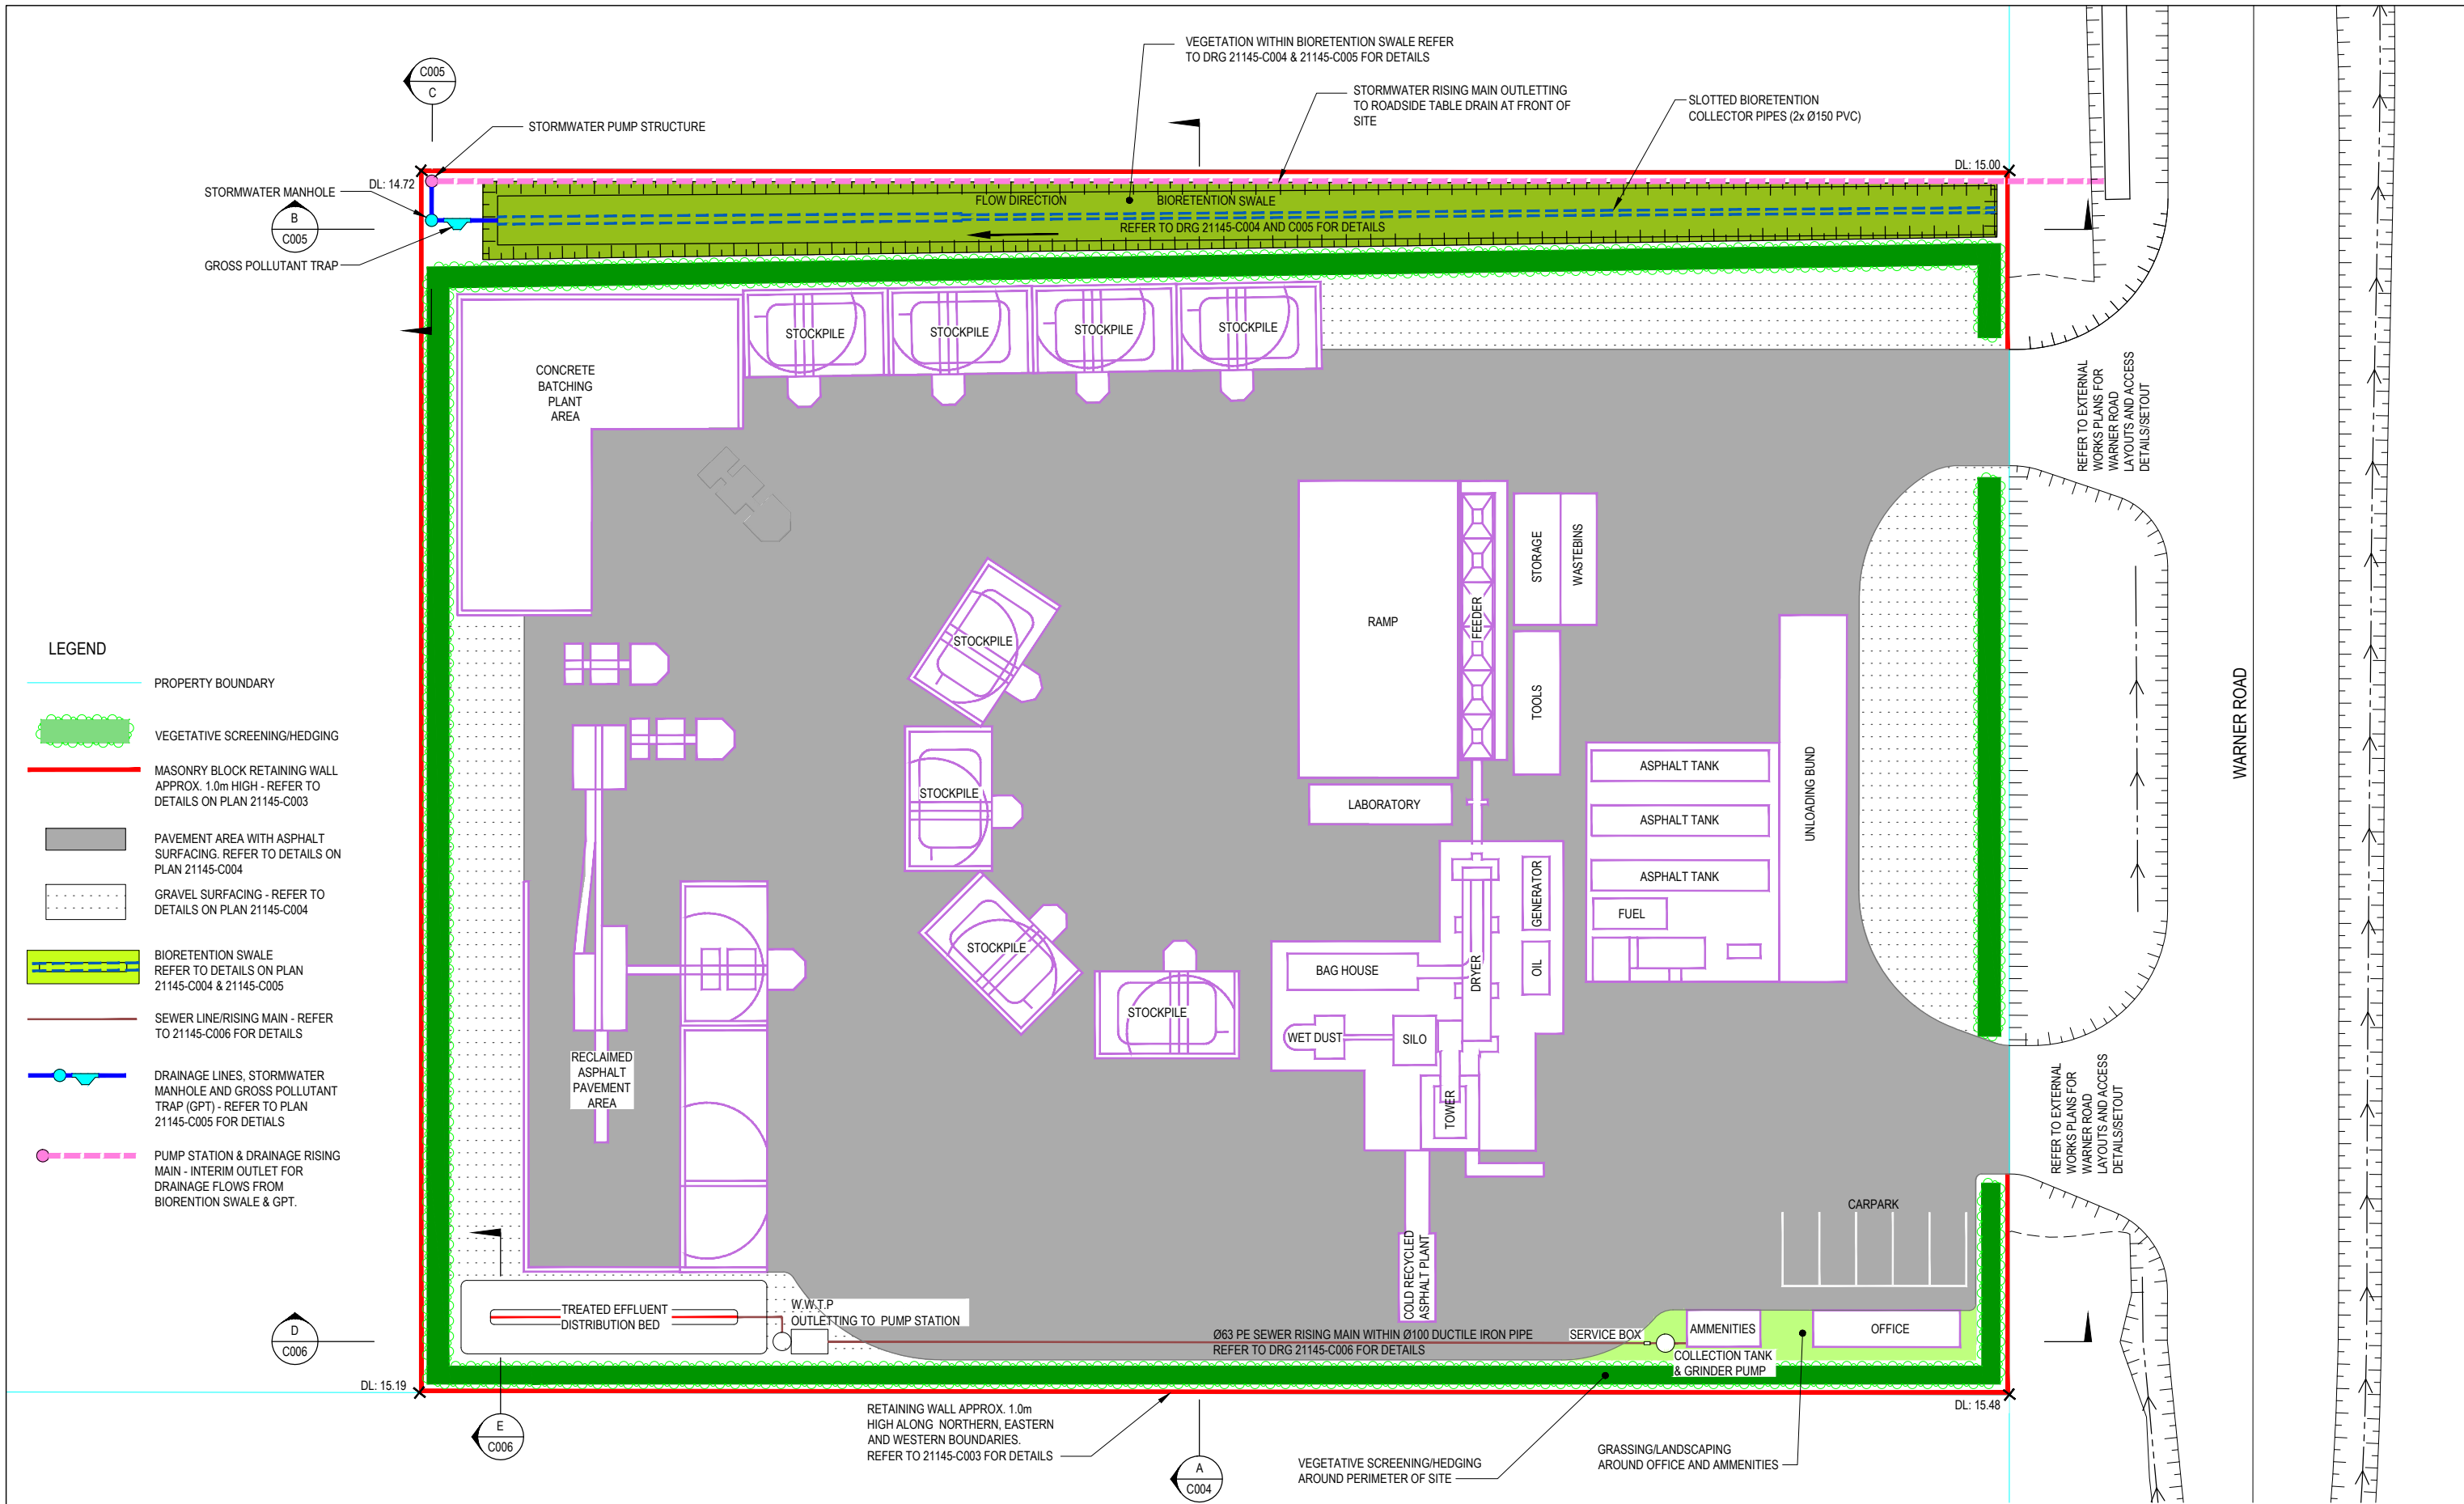 VEGETATION WITHIN BIORETENTION SWALE REFER
TO DRG 21145-C004 & 21145-C005 FOR DETAILS
C005
C
STORMWATER RISING MAIN OUTLETTING
TO ROADSIDE TABLE DRAIN AT FRONT OF
SITE
SLOTTED BIORETENTION
COLLECTOR PIPES (2x Ø150 PVC)
STORMWATER PUMP STRUCTURE
DL: 15.00
DL: 14.72
STORMWATER MANHOLE
B
C005
GROSS POLLUTANT TRAP
FLOW DIRECTION
BIORETENTION SWALE
REFER TO DRG 21145-C004 AND C005 FOR DETAILS
STOCKPILE
STOCKPILE
STOCKPILE
STOCKPILE
CONCRETE
BATCHING
PLANT
AREA
REFER TO EXTERNAL
WORKS PLANS FOR
WARNER ROAD
LAYOUTS AND ACCESS
DETAILS/SETOUT
STORAGE
WASTEBINS
RAMP
FEEDER
TOOLS
STOCKPILE
STOCKPILE
STOCKPILE
STOCKPILE
LABORATORY
ASPHALT TANK
ASPHALT TANK
ASPHALT TANK
FUEL
UNLOADING BUND
GENERATOR
OIL
DRYER
BAG HOUSE
WET DUST
SILO
TOWER
WARNER ROAD
LEGEND
PROPERTY BOUNDARY
VEGETATIVE SCREENING/HEDGING
MASONRY BLOCK RETAINING WALL
APPROX. 1.0m HIGH - REFER TO
DETAILS ON PLAN 21145-C003
PAVEMENT AREA WITH ASPHALT
SURFACING. REFER TO DETAILS ON
PLAN 21145-C004
GRAVEL SURFACING - REFER TO
DETAILS ON PLAN 21145-C004
BIORETENTION SWALE
REFER TO DETAILS ON PLAN
21145-C004 & 21145-C005
SEWER LINE/RISING MAIN - REFER
TO 21145-C006 FOR DETAILS
DRAINAGE LINES, STORMWATER
MANHOLE AND GROSS POLLUTANT
TRAP (GPT) - REFER TO PLAN
21145-C005 FOR DETIALS
PUMP STATION & DRAINAGE RISING
MAIN - INTERIM OUTLET FOR
DRAINAGE FLOWS FROM
BIORENTION SWALE & GPT.
RECLAIMED
ASPHALT
PAVEMENT
AREA
REFER TO EXTERNAL
WORKS PLANS FOR
WARNER ROAD
LAYOUTS AND ACCESS
DETAILS/SETOUT
CARPARK
COLD RECYCLED
ASPHALT PLANT
D
C006
TREATED EFFLUENT
DISTRIBUTION BED
W.W.T.P
OUTLETTING TO PUMP STATION
Ø63 PE SEWER RISING MAIN WITHIN Ø100 DUCTILE IRON PIPE
REFER TO DRG 21145-C006 FOR DETAILS
SERVICE BOX
AMMENITIES
OFFICE
COLLECTION TANK
& GRINDER PUMP
DL: 15.19
DL: 15.48
E
C006
RETAINING WALL APPROX. 1.0m
HIGH ALONG NORTHERN, EASTERN
AND WESTERN BOUNDARIES.
REFER TO 21145-C003 FOR DETAILS
A
C004
VEGETATIVE SCREENING/HEDGING
AROUND PERIMETER OF SITE
GRASSING/LANDSCAPING
AROUND OFFICE AND AMMENITIES